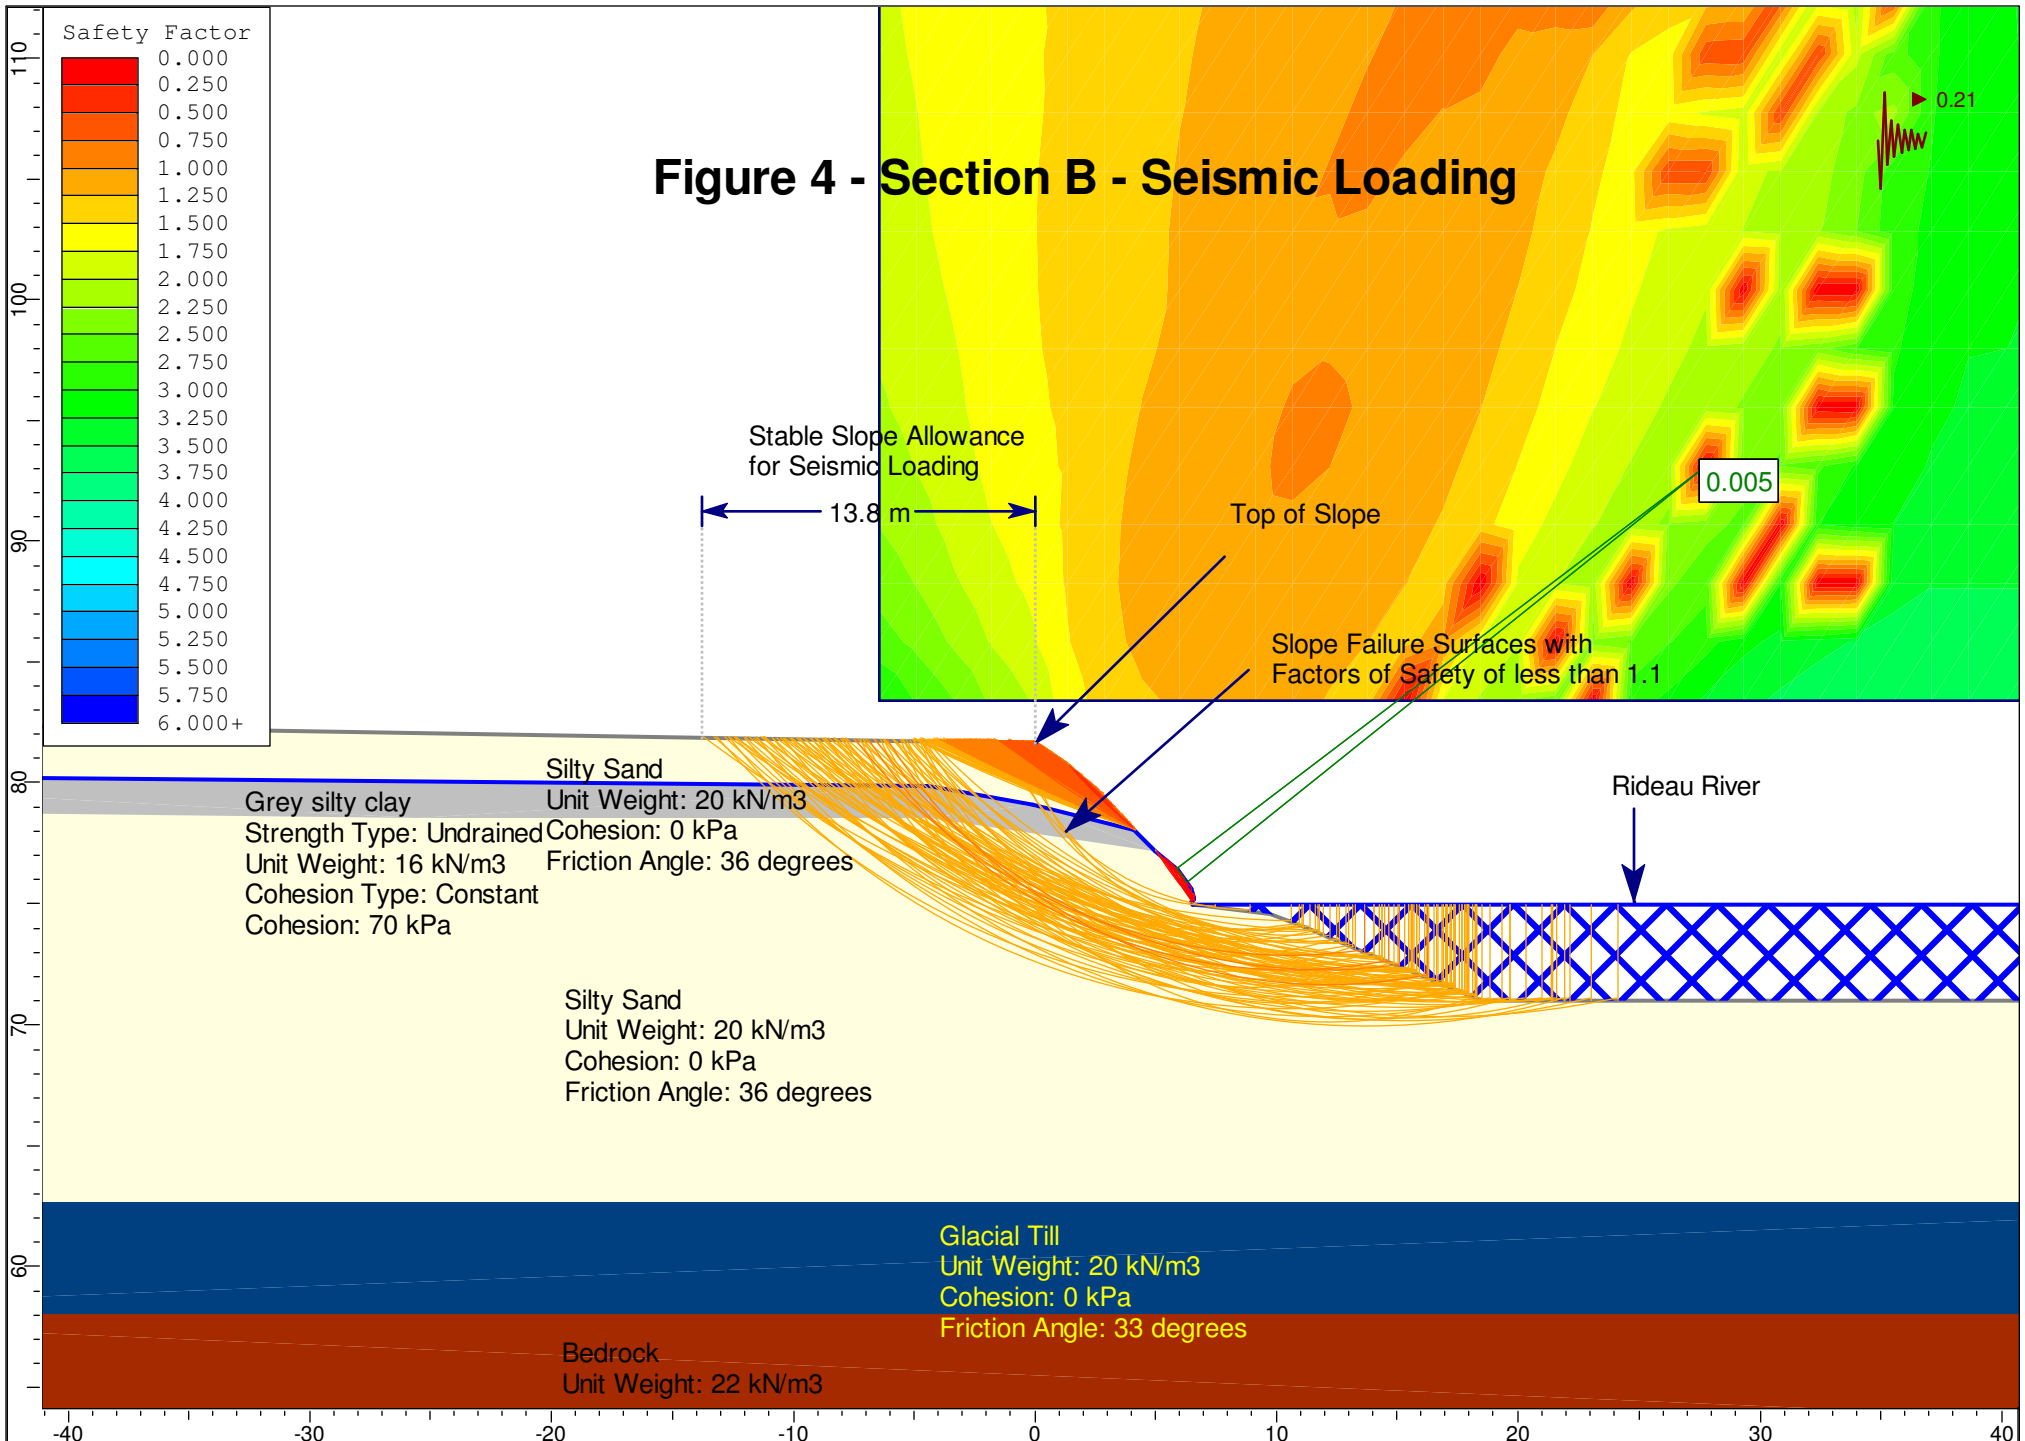 Safety Factor
0.000
0.250
0.500
0.750
1.000
1.250
1.500
1.750
2.000
2.250
2.500
2.750
3.000
3.250
3.500
3.750
4.000
4.250
4.500
4.750
5.000
5.250
5.500
5.750
6.000+
110
100
90
80
70
60
0.21
Figure 4 - Section B - Seismic Loading
Stable Slope Allowance
for Seismic Loading
13.8 m
0.005
Top of Slope
Slope Failure Surfaces with
Factors of Safety of less than 1.1
Rideau River
Silty Sand
Unit Weight: 20 kN/m3
Cohesion: 0 kPa
Friction Angle: 36 degrees
Grey silty clay
Strength Type: Undrained
Unit Weight: 16 kN/m3
Cohesion Type: Constant
Cohesion: 70 kPa
Silty Sand
Unit Weight: 20 kN/m3
Cohesion: 0 kPa
Friction Angle: 36 degrees
Glacial Till
Unit Weight: 20 kN/m3
Cohesion: 0 kPa
Friction Angle: 33 degrees
Bedrock
Unit Weight: 22 kN/m3
-40 -30 -20 -10 0 10 20 30 40